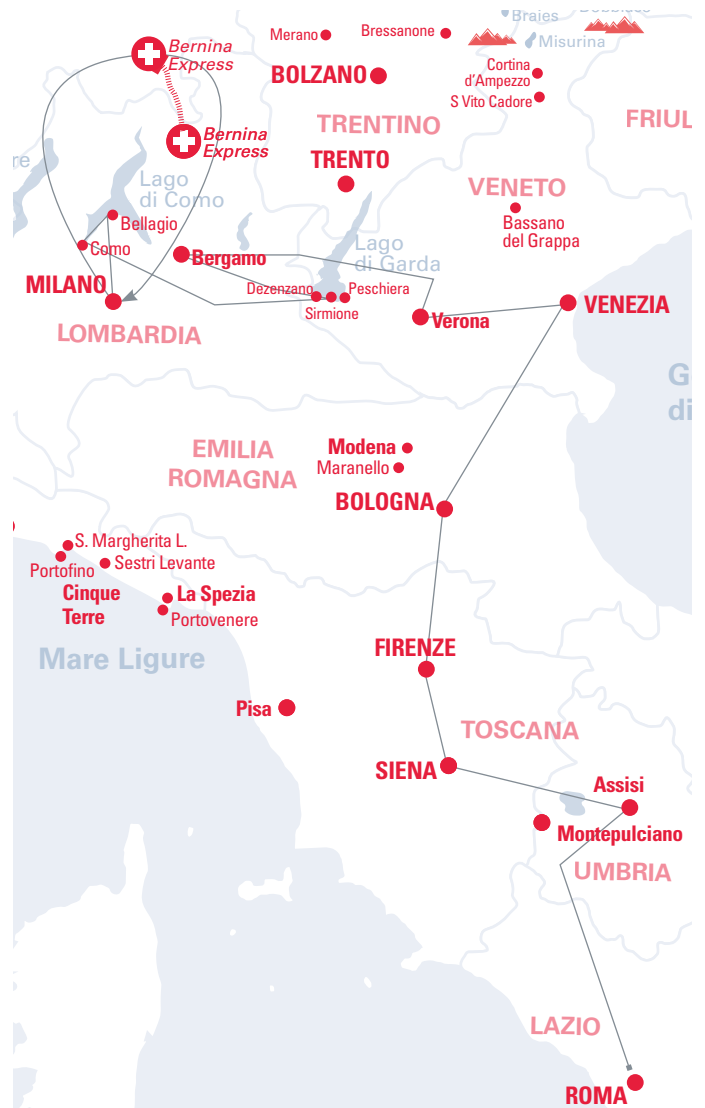 Braies
Merano
Bressanone
Bernina
Express
Misurina
Cortina
d'Ampezzo
BOLZANO
S Vito Cadore
TRENTINO
FRIUL
Bernina
Express
re
TRENTO
Lago
di Como
VENETO
Bellagio
Bassano
del Grappa
Como
Bergamo
Lago
di Garda
MILANO
Dezenzano
Peschiera
Sirmione
Verona
VENEZIA
LOMBARDIA
G
di
EMILIA
ROMAGNA
Modena
Maranello
BOLOGNA
S. Margherita L.
Portofino
Sestri Levante
Cinque
Terre
La Spezia
Portovenere
Mare Ligure
FIRENZE
Pisa
TOSCANA
SIENA
Assisi
Montepulciano
UMBRIA
LAZIO
ROMA